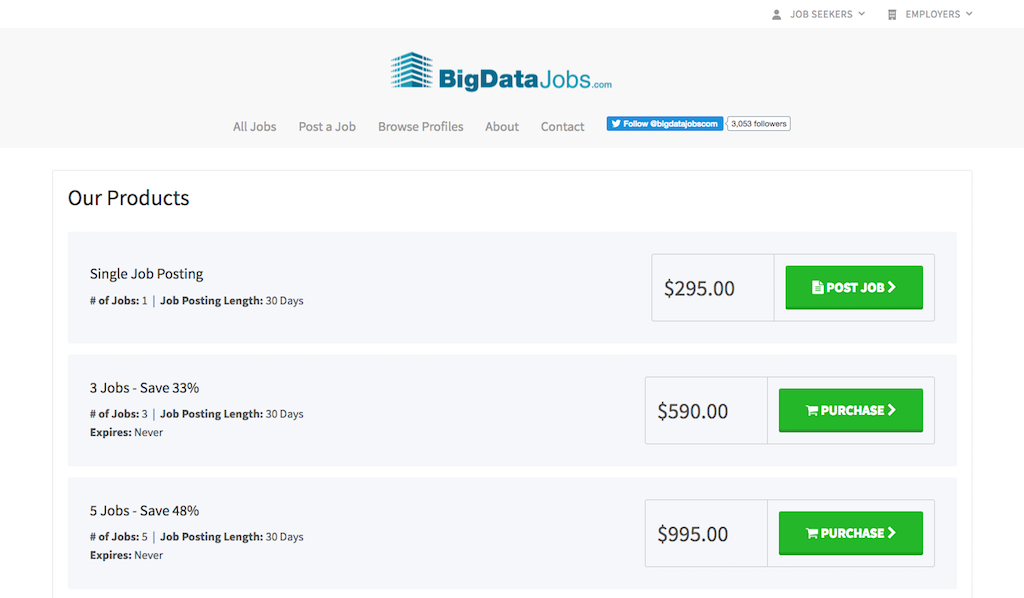 JOB SEEKERS EMPLOYERS
BigDataJobs.com
All Jobs Post a Job Browse Profiles About Contact Follow @bigdatajobscom 3,053 followers
Our Products
Single Job Posting
# of Jobs: 1 | Job Posting Length: 30 Days
$295.00 POST JOB
3 Jobs - Save 33%
# of Jobs: 3 | Job Posting Length: 30 Days
Expires: Never
$590.00 PURCHASE
5 Jobs - Save 48%
# of Jobs: 5 | Job Posting Length: 30 Days
Expires: Never
$995.00 PURCHASE